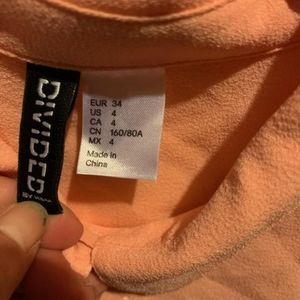 DIVIDED
EUR 34
US 4
CA 4
CN 160/80A
MX 4
Made in
China